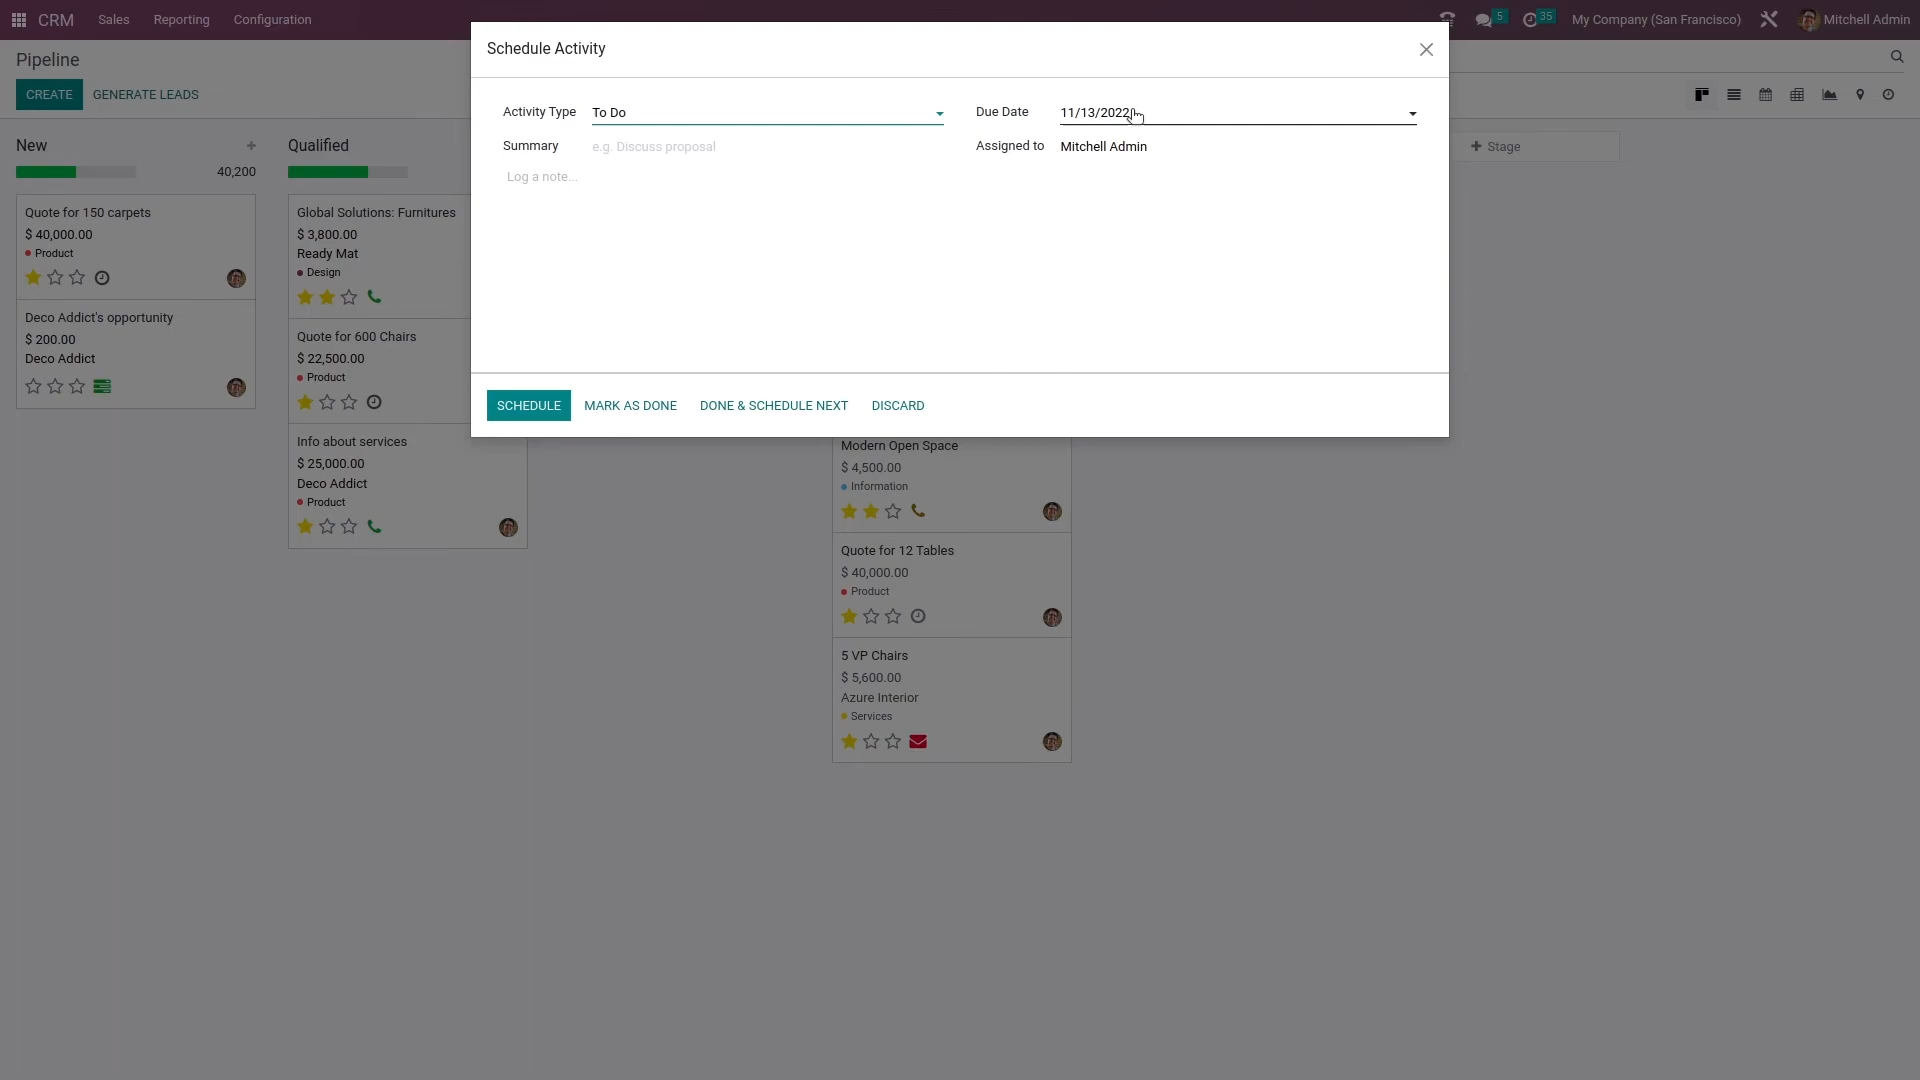 CRM Sales Reporting Configuration
5 35 My Company (San Francisco) Mitchell Admin
Pipeline
CREATE GENERATE LEADS
Schedule Activity
Activity Type To Do
Due Date 11/13/2022
Summary e.g. Discuss proposal
Assigned to Mitchell Admin
Log a note...
SCHEDULE MARK AS DONE DONE & SCHEDULE NEXT DISCARD
New
40,200
Quote for 150 carpets
$ 40,000.00
Product
Deco Addict's opportunity
$ 200.00
Deco Addict
Qualified
Global Solutions: Furnitures
$ 3,800.00
Ready Mat
Design
Quote for 600 Chairs
$ 22,500.00
Product
Info about services
$ 25,000.00
Deco Addict
Product
Modern Open Space
$ 4,500.00
Information
Quote for 12 Tables
$ 40,000.00
Product
5 VP Chairs
$ 5,600.00
Azure Interior
Services
+ Stage